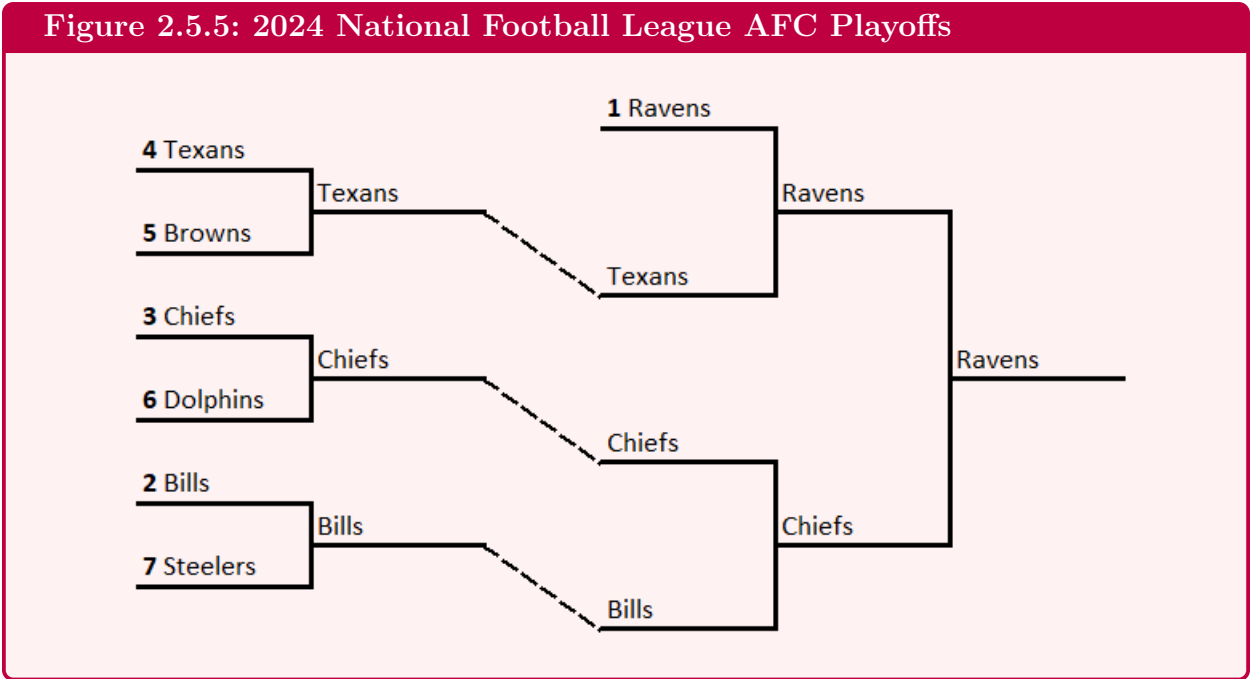 Figure 2.5.5: 2024 National Football League AFC Playoffs
1 Ravens
4 Texans
Texans
Ravens
5 Browns
Texans
3 Chiefs
Chiefs
Ravens
6 Dolphins
Chiefs
2 Bills
Bills
Chiefs
7 Steelers
Bills